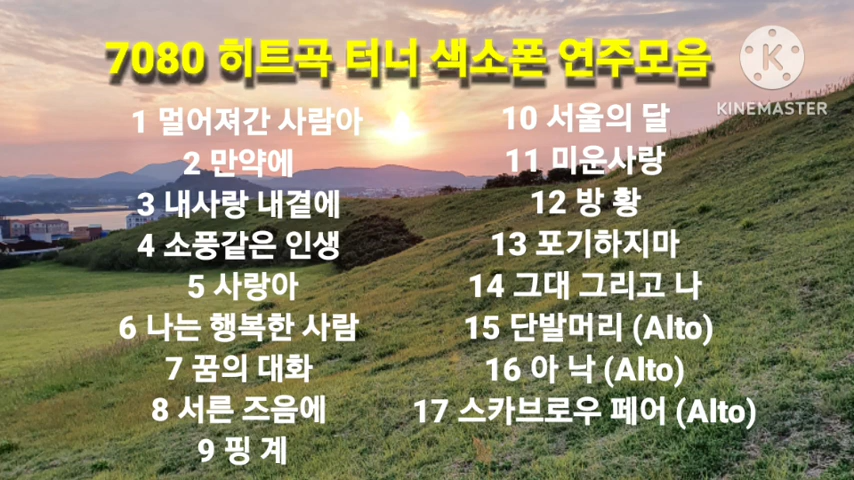 7080 히트곡 터너 색소폰 연주모음
KINEMASTER
1 멀어져간 사람아
2 만약에
3 내사랑 내곁에
4 소풍같은 인생
5 사랑아
6 나는 행복한 사람
7 꿈의 대화
8 서른 즈음에
9 핑 계
10 서울의 달
11 미운사랑
12 방 황
13 포기하지마
14 그대 그리고 나
15 단발머리 (Alto)
16 아 낙 (Alto)
17 스카브로우 페어 (Alto)